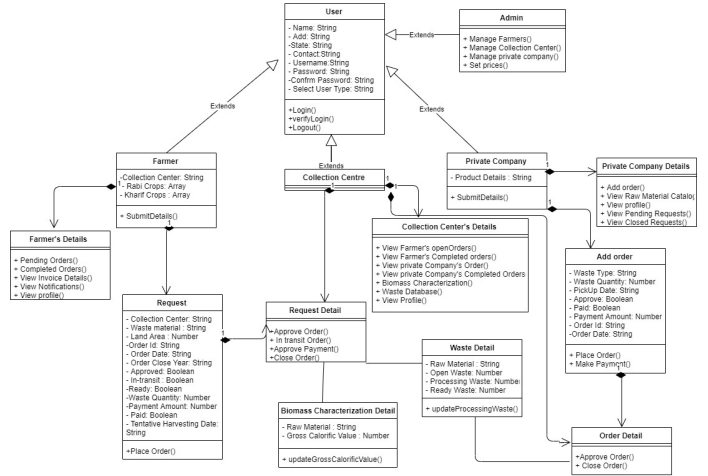 User
- Name: String
- Add: String
-State: String
- Contact:String
- Username:String
- Password: String
-Confrm Password: String
- Select User Type: String
+Login()
+verifyLogin()
+Logout()
Admin
+ Manage Farmers()
+ Manage Collection Center()
+ Manage private company()
+ Set prices()
Extends
Extends
Extends
Extends
Farmer
-Collection Center: String
- Rabi Crops: Array
- Kharif Crops : Array
+ SubmitDetails()
1
1
Collection Centre
1
1
Private Company
- Product Details : String
+ SubmitDetails()
1
1
Private Company Details
+ Add order()
+ View Raw Material Catalog
+ View profile()
+ View Pending Requests()
+ View Closed Requests()
Farmer's Details
+ Pending Orders()
+ Completed Orders()
+ View Invoice Details()
+ View Notifications()
+ View profile()
Collection Center's Details
+ View Farmer's openOrders()
+ View Farmer's Completed orders()
+ View private Company's Order()
+ View private Company's Completed Orders
+ Biomass Characterization()
+ Waste Database()
+ View Profile()
Add order
- Waste Type: String
- Waste Quantity: Number
- PickUp Date: String
- Approve: Boolean
- Paid: Boolean
- Payment Amount: Number
- Order Id: String
-Order Date: String
+ Place Order()
+ Make Payment()
1
Request
- Collection Center: String
- Waste material : String
- Land Area : Number
-Order Id: String
- Order Date: String
- Order Close Year: String
- Approved: Boolean
- In-transit : Boolean
-Ready: Boolean
-Waste Quantity: Number
-Payment Amount: Number
- Paid: Boolean
- Tentative Harvesting Date:
String
+Place Order()
1
Request Detail
+Approve Order()
+ In transit Order()
+Approve Payment()
+Close Order()
Waste Detail
- Raw Material : String
- Open Waste: Number
- Processing Waste: Number
- Ready Waste: Number
+ updateProcessingWaste()
Biomass Characterization Detail
- Raw Material : String
- Gross Calorific Value : Number
+ updateGrossCalorificValue()
Order Detail
+Approve Order()
+ Close Order()